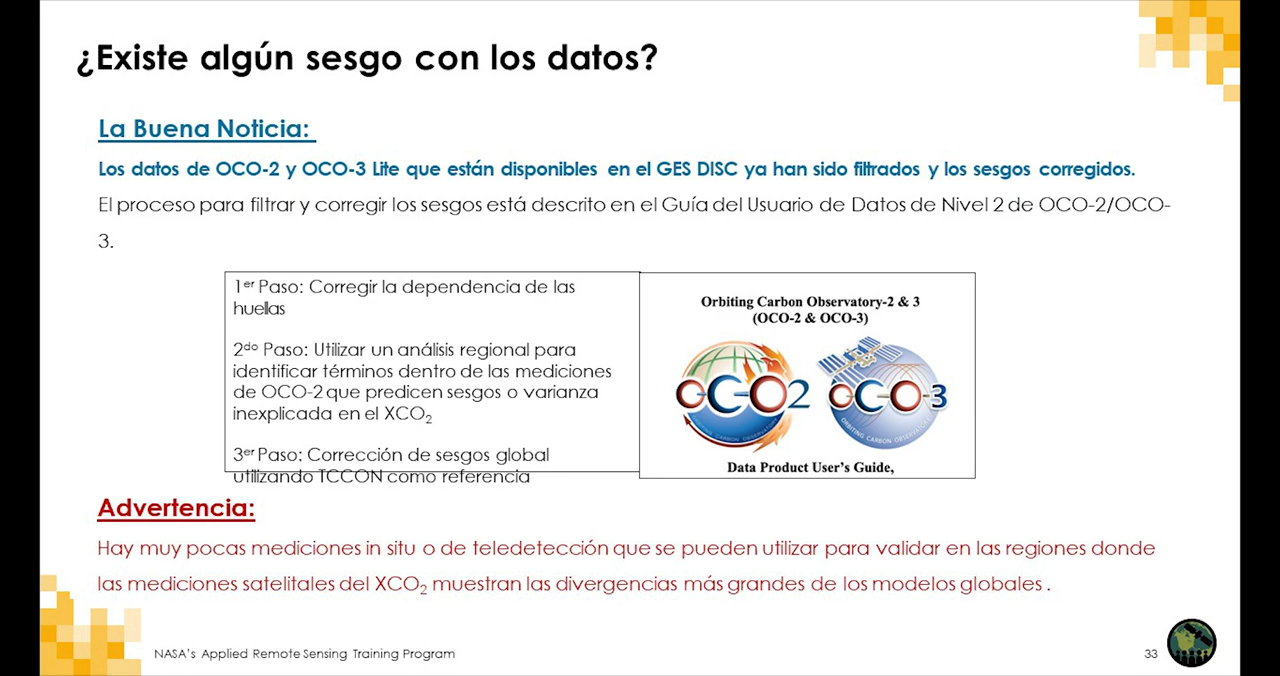 ¿Existe algún sesgo con los datos?
La Buena Noticia:
Los datos de OCO-2 y OCO-3 Lite que están disponibles en el GES DISC ya han sido filtrados y los sesgos corregidos.
El proceso para filtrar y corregir los sesgos está descrito en el Guía del Usuario de Datos de Nivel 2 de OCO-2/OCO-
3.
1er Paso: Corregir la dependencia de las
huellas
2do Paso: Utilizar un análisis regional para
identificar términos dentro de las mediciones
de OCO-2 que predicen sesgos o varianza
inexplicada en el XCO2
3er Paso: Corrección de sesgos global
utilizando TCCON como referencia
Orbiting Carbon Observatory-2 & 3
(OCO-2 & OCO-3)
OCO2
ORBITING CARBON OBSERVATORY
OCO-3
ORBITING CARBON OBSERVATORY
Data Product User's Guide,
Advertencia:
Hay muy pocas mediciones in situ o de teledetección que se pueden utilizar para validar en las regiones donde
las mediciones satelitales del XCO2 muestran las divergencias más grandes de los modelos globales .
NASA's Applied Remote Sensing Training Program
33